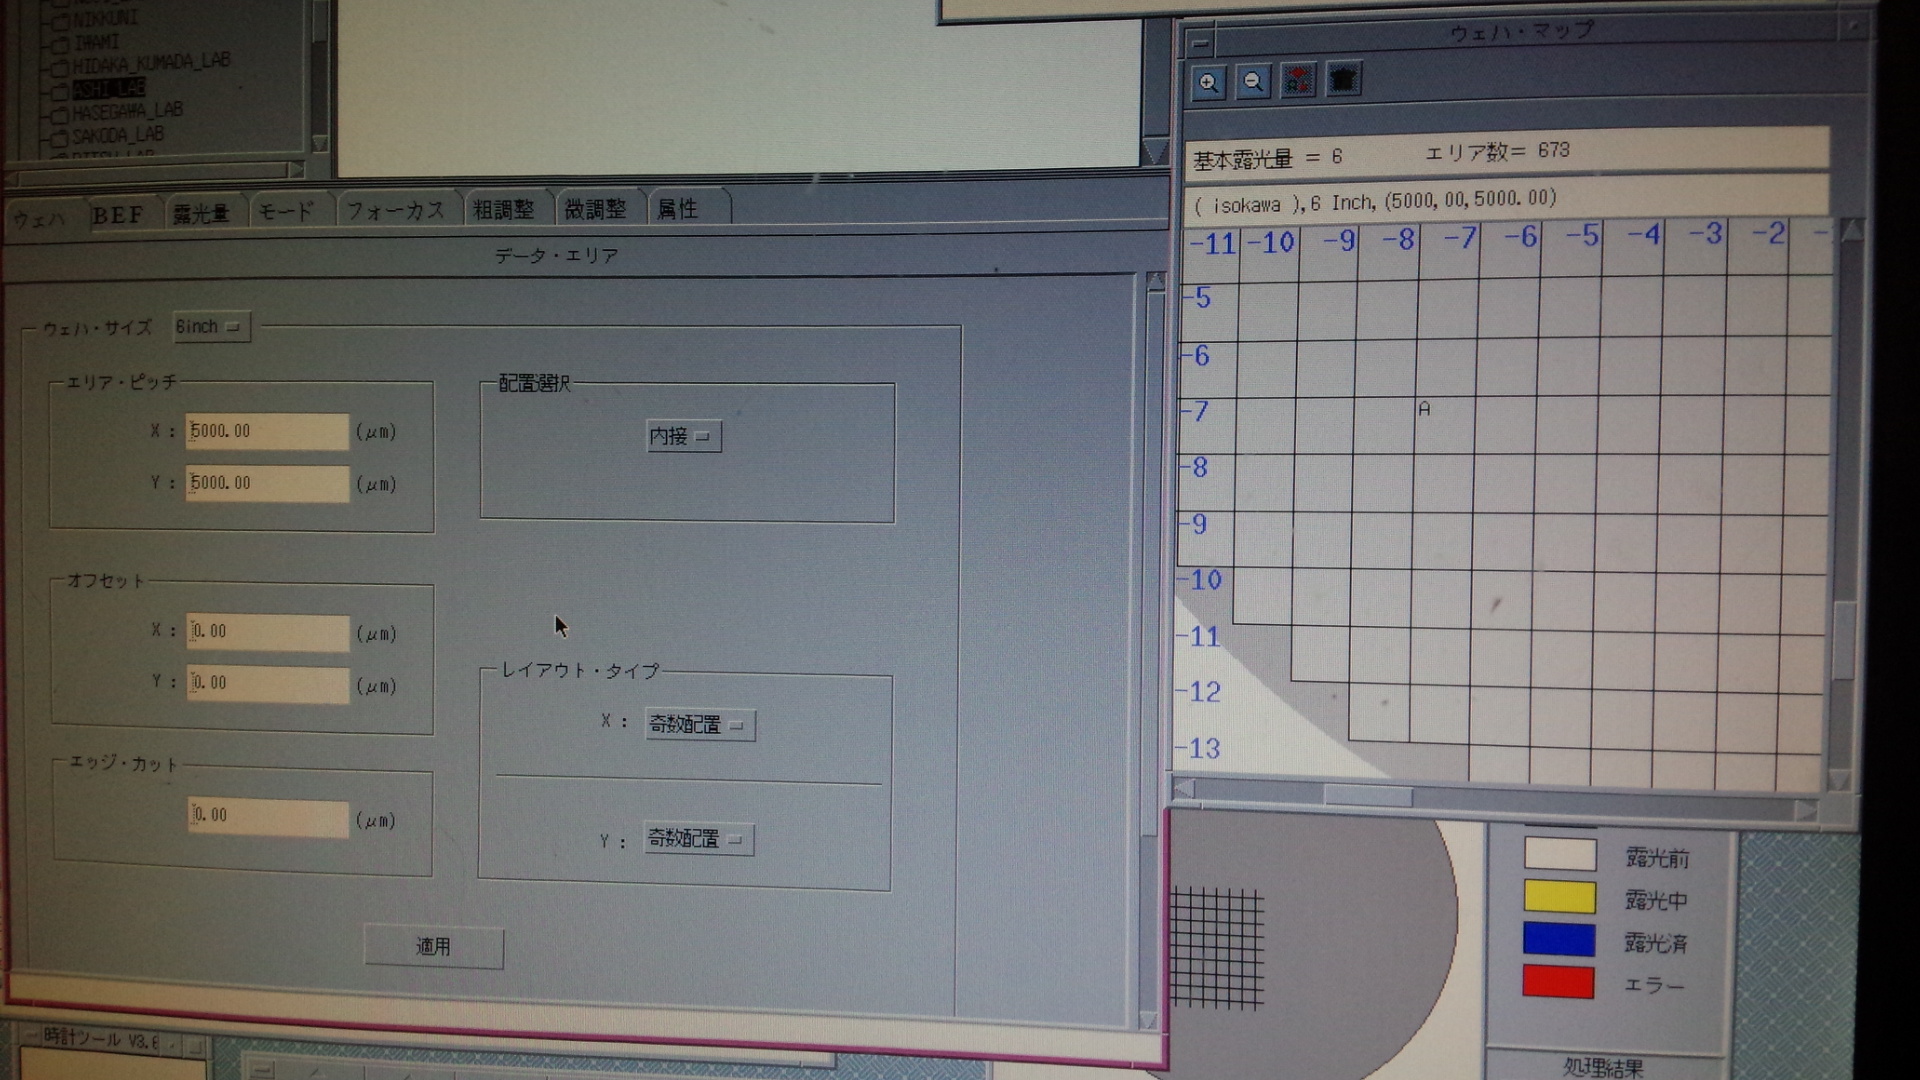 NIKKUNI
IWAMI
HIDAKA_KUMADA_LAB
ASHI_LAB
HASEGAWA_LAB
SAKODA_LAB
ウェハ BEF 露光量 モード フォーカス 粗調整 微調整 属性
データ・エリア
ウェハ・サイズ 6inch
エリア・ピッチ
X : 5000.00 (μm)
Y : 5000.00 (μm)
配置選択
内接
オフセット
X : 0.00 (μm)
Y : 0.00 (μm)
エッジ・カット
0.00 (μm)
レイアウト・タイプ
X : 奇数配置
Y : 奇数配置
適用
時計ツール V3.6
ウェハ・マップ
基本露光量 = 6 エリア数= 673
( isokawa ),6 Inch,(5000,00,5000.00)
-11 -10 -9 -8 -7 -6 -5 -4 -3 -2 -
-5
-6
-7 A
-8
-9
-10
-11
-12
-13
露光前
露光中
露光済
エラー
処理結果